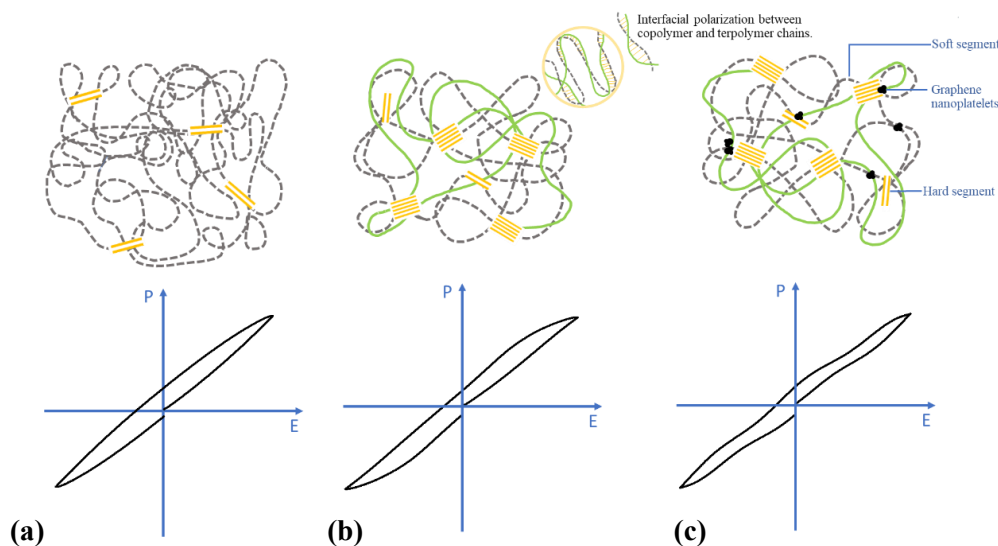 Interfacial polarization between
copolymer and terpolymer chains.
Soft segment
Graphene
nanoplatelets
Hard segment
P
E
P
E
P
E
(a)
(b)
(c)